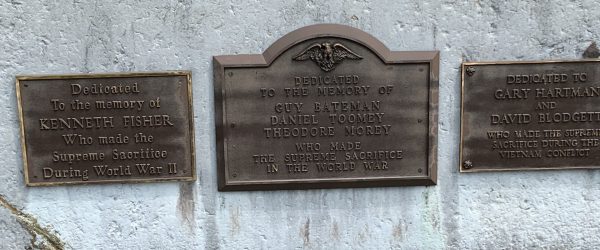 Dedicated
To the memory of
KENNETH FISHER
Who made the
Supreme Sacrifice
During World War II
DEDICATED
TO THE MEMORY OF
GUY BATEMAN
DANIEL TOOMEY
THEODORE MOREY
WHO MADE
THE SUPREME SACRIFICE
IN THE WORLD WAR
DEDICATED TO
GARY HARTMAN
AND
DAVID BLODGETT
WHO MADE THE SUPREME
SACRIFICE DURING THE
VIETNAM CONFLICT